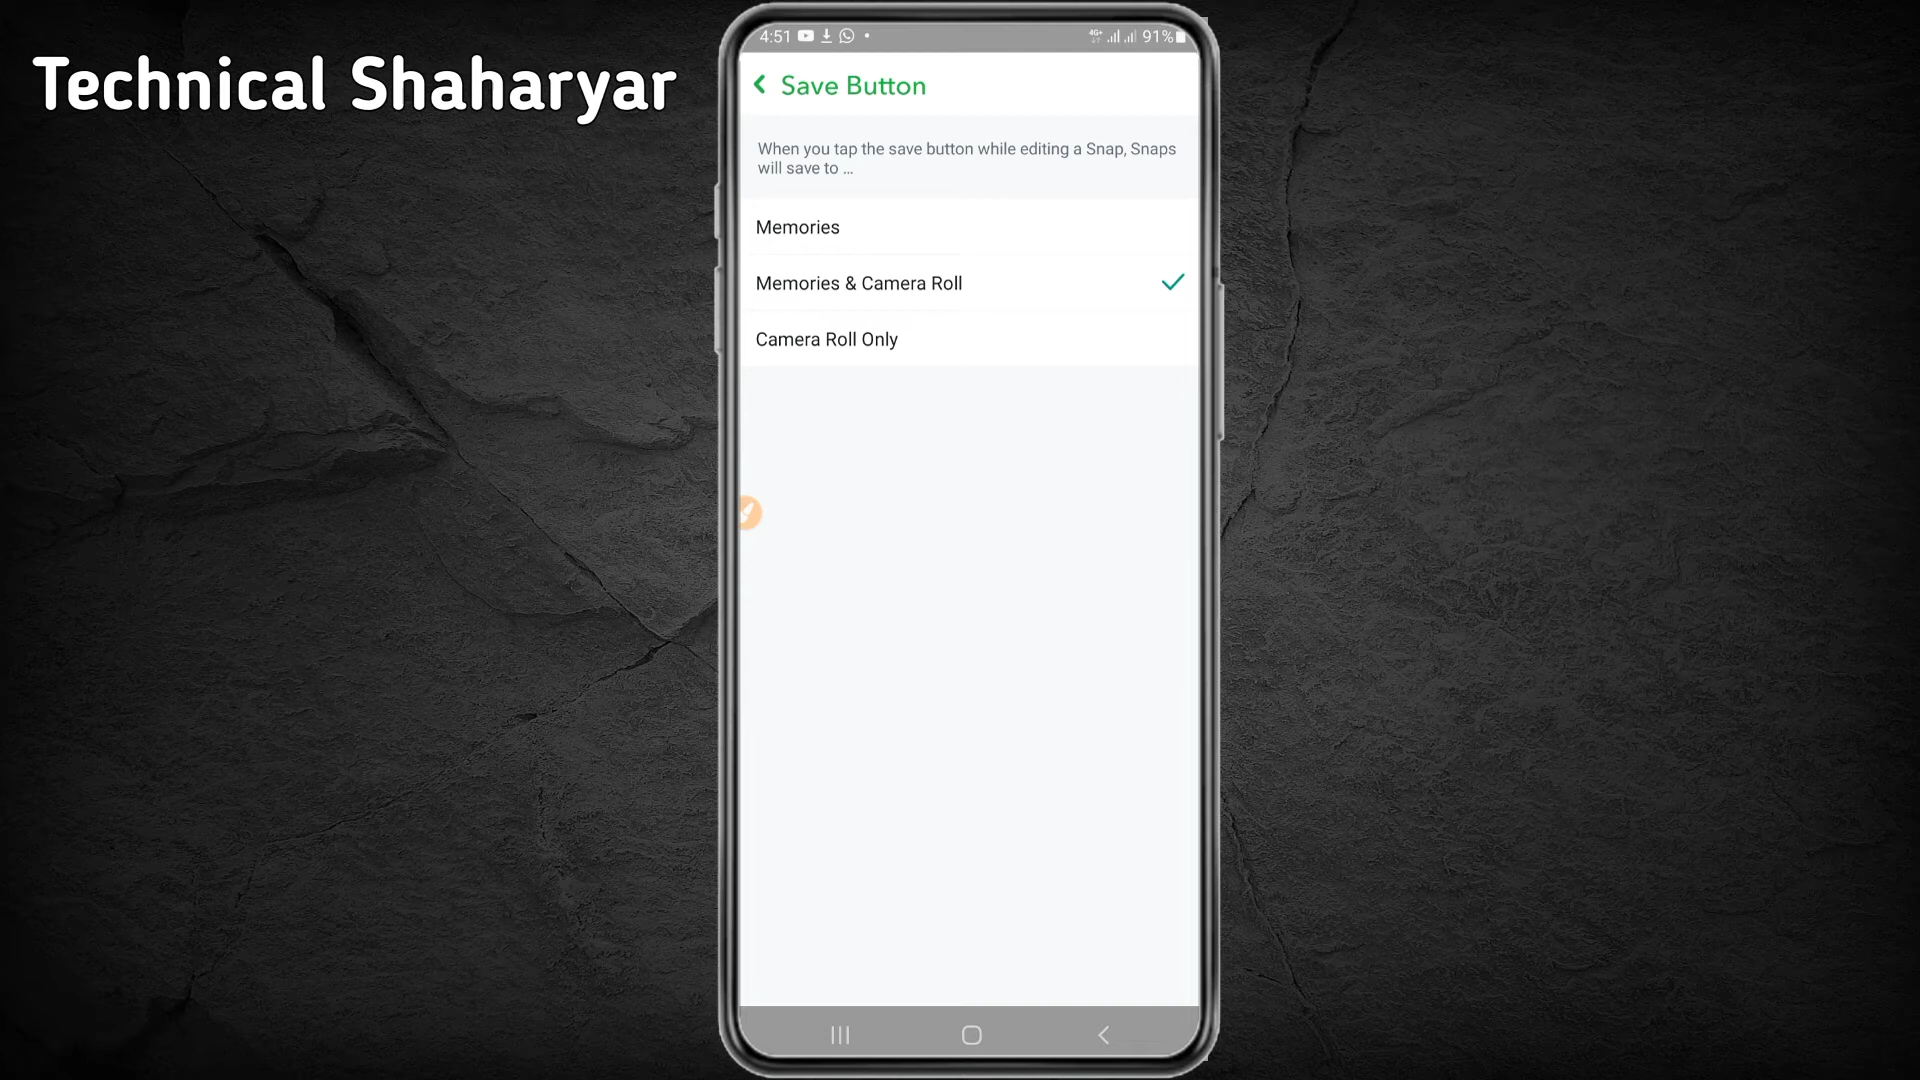 Technical Shaharyar
4:51
4G+ 91%
Save Button
When you tap the save button while editing a Snap, Snaps
will save to ...
Memories
Memories & Camera Roll
Camera Roll Only